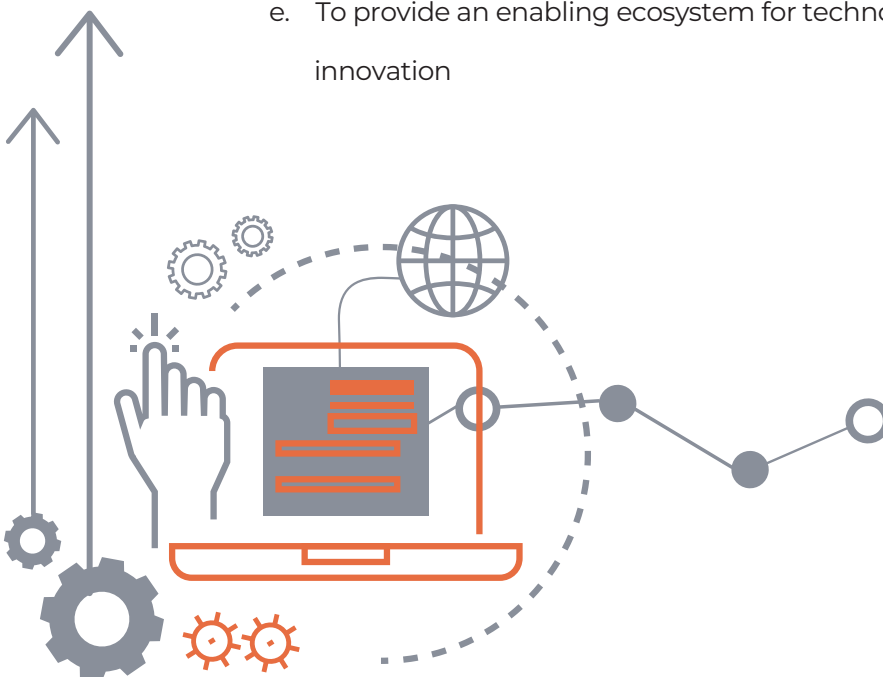 e. To provide an enabling ecosystem for
innovation